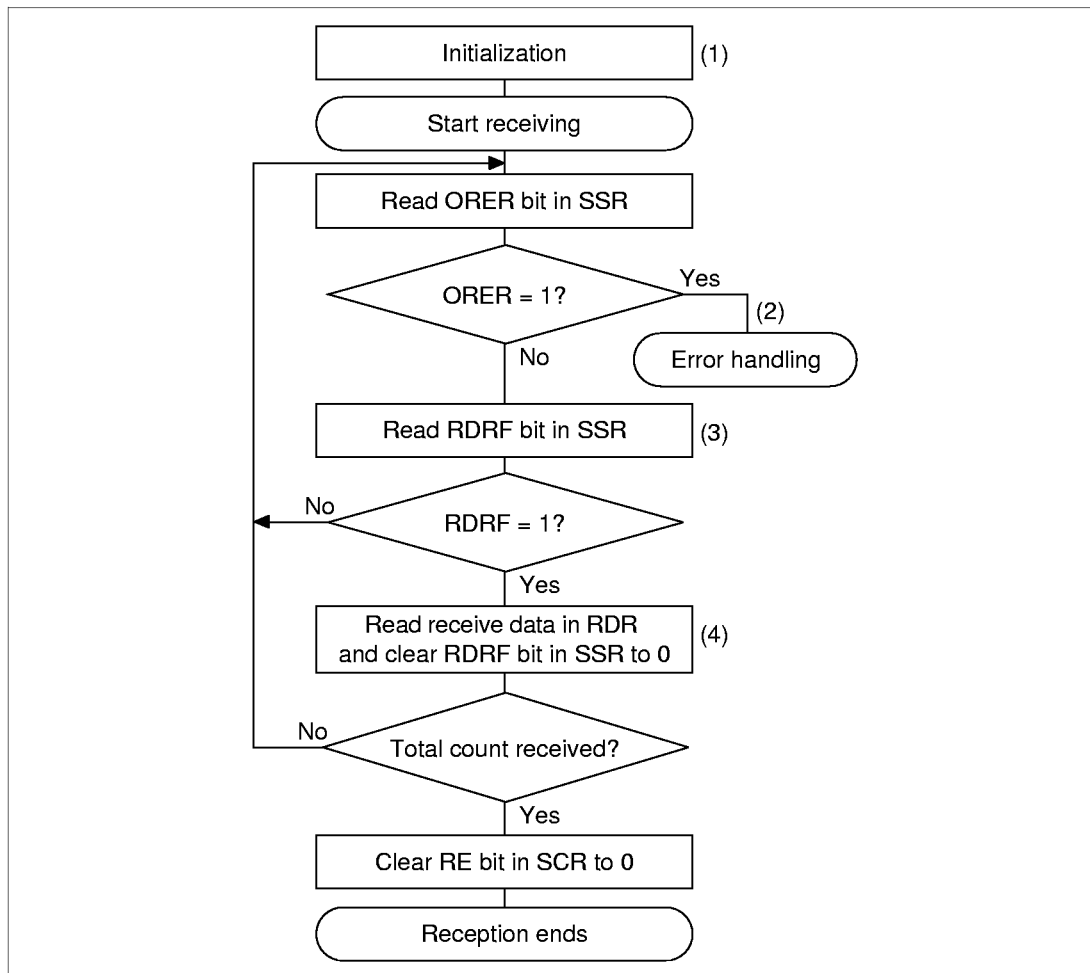 Initialization
(1)
Start receiving
Read ORER bit in SSR
ORER = 1?
Yes
(2)
Error handling
No
Read RDRF bit in SSR
(3)
No
RDRF = 1?
Yes
Read receive data in RDR
and clear RDRF bit in SSR to 0
(4)
No
Total count received?
Yes
Clear RE bit in SCR to 0
Reception ends